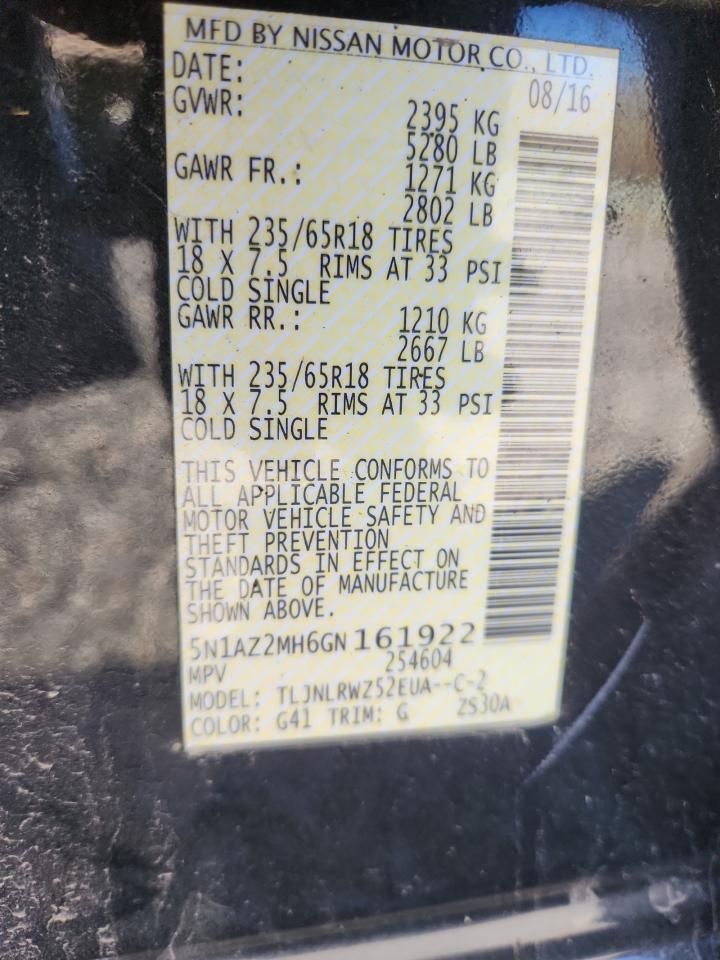 MFD BY NISSAN MOTOR CO., LTD.
DATE: 08/16
GVWR: 2395 KG
5280 LB
GAWR FR.: 1271 KG
2802 LB
WITH 235/65R18 TIRES
18 X 7.5 RIMS AT 33 PSI
COLD SINGLE
GAWR RR.: 1210 KG
2667 LB
WITH 235/65R18 TIRES
18 X 7.5 RIMS AT 33 PSI
COLD SINGLE
THIS VEHICLE CONFORMS TO
ALL APPLICABLE FEDERAL
MOTOR VEHICLE SAFETY AND
THEFT PREVENTION
STANDARDS IN EFFECT ON
THE DATE OF MANUFACTURE
SHOWN ABOVE.
5N1AZ2MH6GN 161922
MPV 254604
MODEL: TLJNLRWZ52EUA--C-2
COLOR: G41 TRIM: G ZS30A